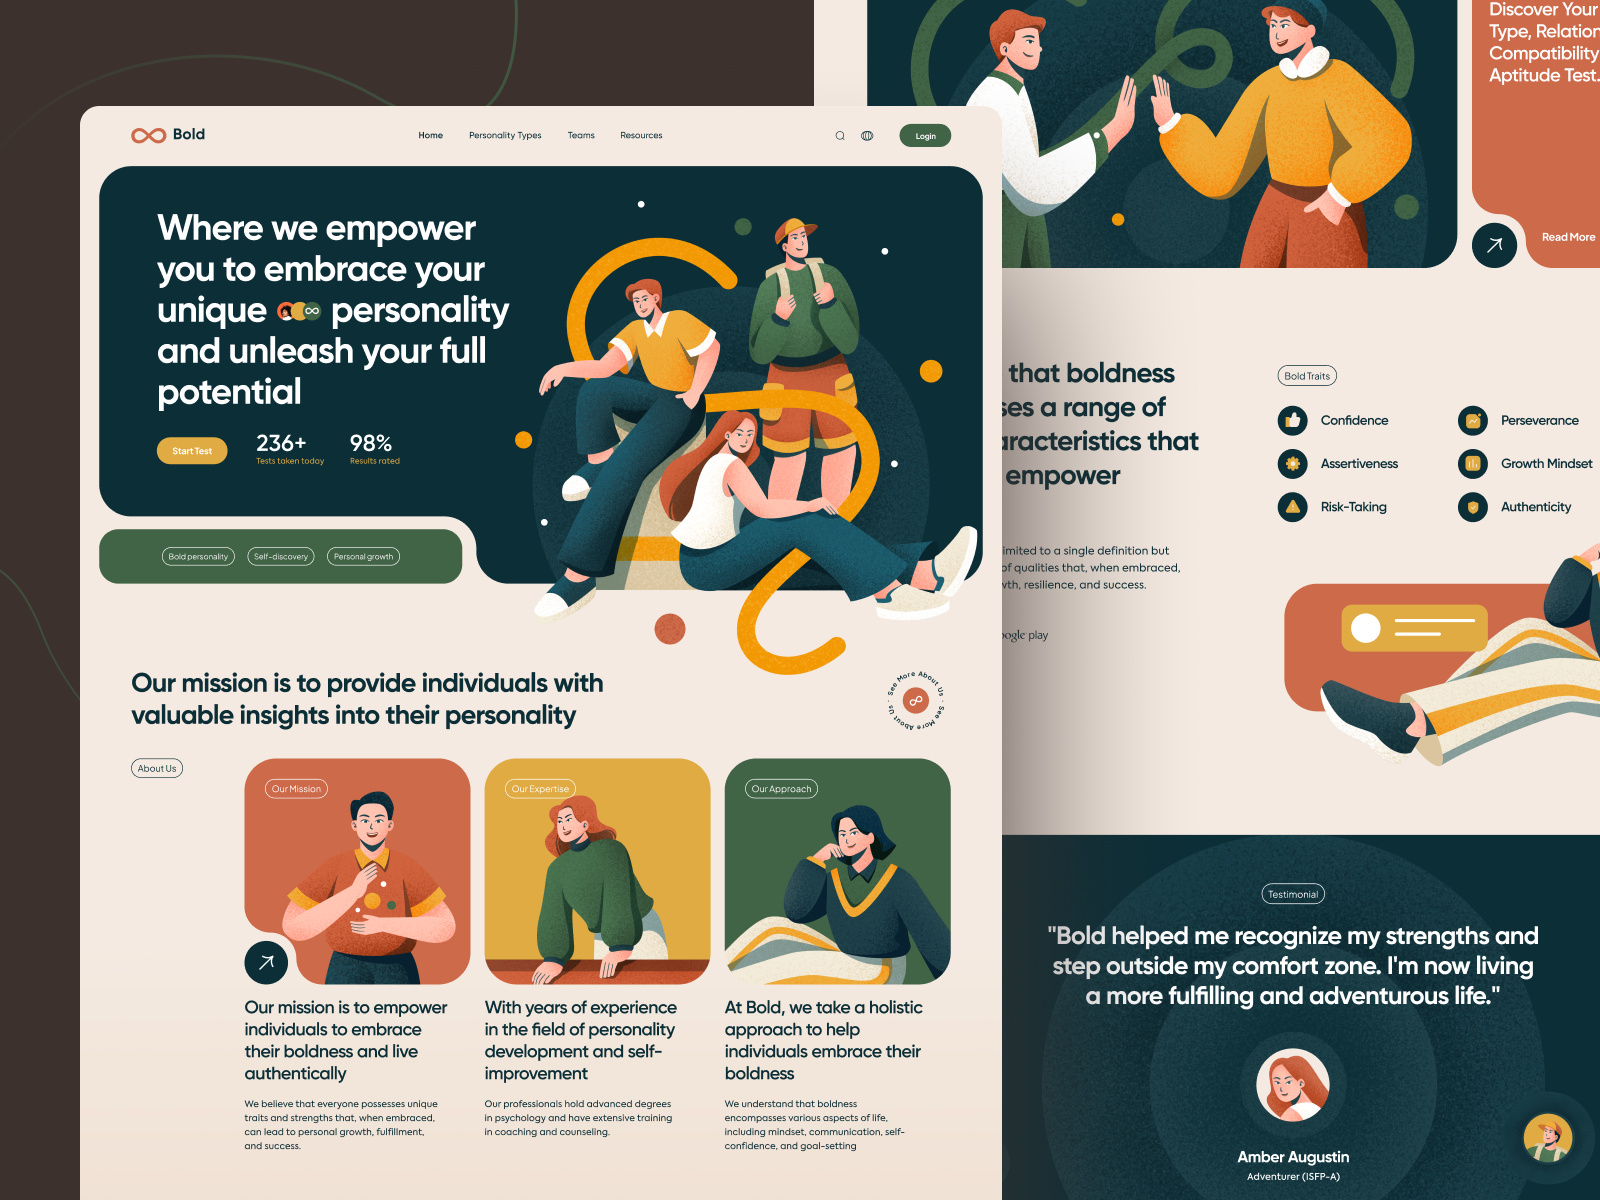 Bold
Home
Personality Types
Teams
Resources
Login
Where we empower
you to embrace your
unique personality
and unleash your full
potential
Start Test
236+
Tests taken today
98%
Results rated
Bold personality
Self-discovery
Personal growth
Our mission is to provide individuals with
valuable insights into their personality
See More About Us · See More About Us ·
About Us
Our Mission
Our mission is to empower
individuals to embrace
their boldness and live
authentically
We believe that everyone possesses unique
traits and strengths that, when embraced,
can lead to personal growth, fulfillment,
and success.
Our Expertise
With years of experience
in the field of personality
development and self-
improvement
Our professionals hold advanced degrees
in psychology and have extensive training
in coaching and counseling.
Our Approach
At Bold, we take a holistic
approach to help
individuals embrace their
boldness
We understand that boldness
encompasses various aspects of life,
including mindset, communication, self-
confidence, and goal-setting
Discover Your
Type, Relation
Compatibility
Aptitude Test.
Read More
that boldness
ses a range of
aracteristics that
empower
imited to a single definition but
of qualities that, when embraced,
wth, resilience, and success.
ogle play
Bold Traits
Confidence
Perseverance
Assertiveness
Growth Mindset
Risk-Taking
Authenticity
Testimonial
"Bold helped me recognize my strengths and
step outside my comfort zone. I'm now living
a more fulfilling and adventurous life."
Amber Augustin
Adventurer (ISFP-A)